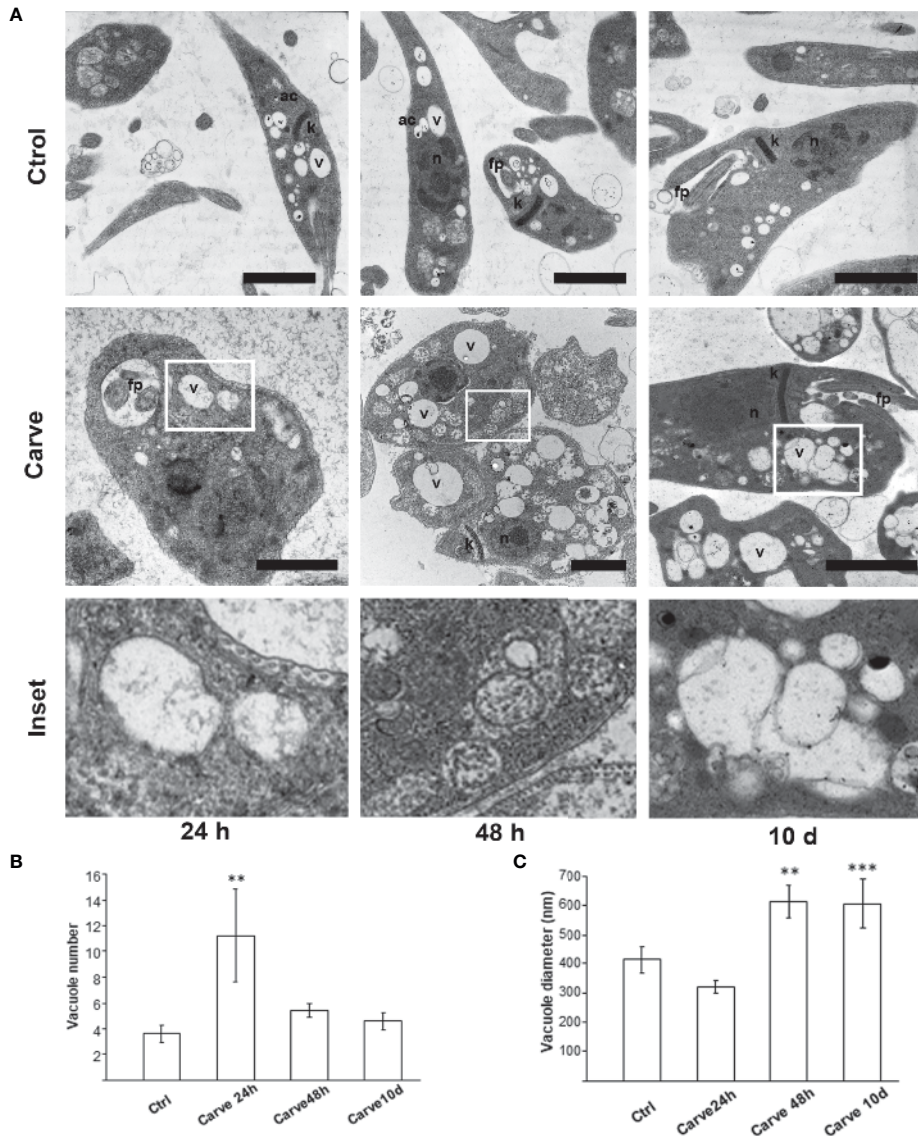 A
Ctrol
ac
k
v
ac
v
n
fp
k
k
n
fp
Carve
fp
v
v
v
v
k
n
k
n
fp
v
v
Inset
24 h
48 h
10 d
B
Vacuole number
16
14
12
10
8
6
4
2
**
Ctrl
Carve 24h
Carve48h
Carve10d
C
Vacuole diameter (nm)
700
600
500
400
300
200
100
**
***
Ctrl
Carve24h
Carve 48h
Carve 10d